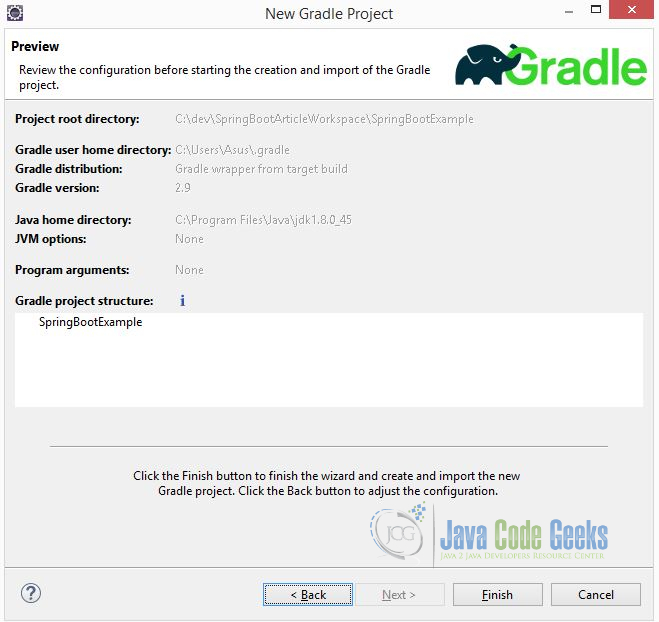 New Gradle Project
Preview
Review the configuration before starting the creation and import of the Gradle
project.
Gradle
Project root directory: C:\dev\SpringBootArticleWorkspace\SpringBootExample
Gradle user home directory: C:\Users\Asus\.gradle
Gradle distribution: Gradle wrapper from target build
Gradle version: 2.9
Java home directory: C:\Program Files\Java\jdk1.8.0_45
JVM options: None
Program arguments: None
Gradle project structure: i
SpringBootExample
Click the Finish button to finish the wizard and create and import the new
Gradle project. Click the Back button to adjust the configuration.
JCG
Java Code Geeks
JAVA 2 JAVA DEVELOPERS RESOURCE CENTER
? < Back Next > Finish Cancel